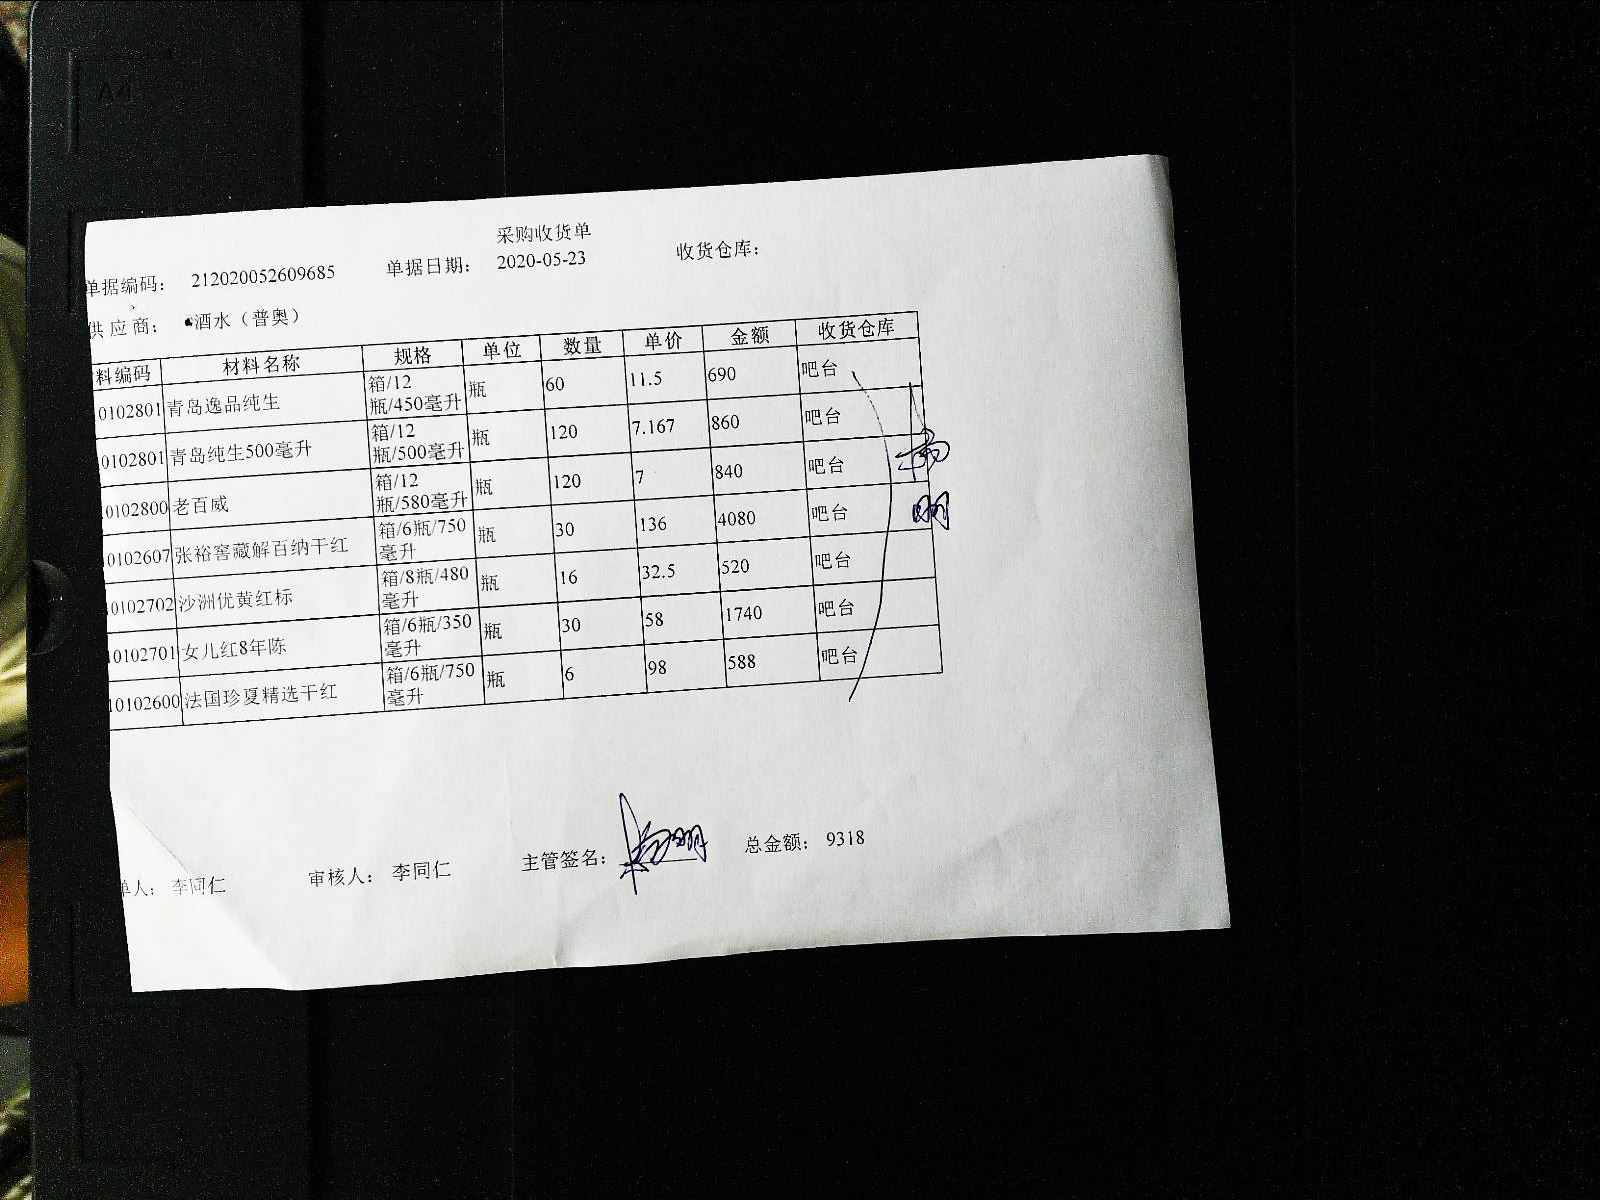 A4
采购收货单
单据编码： 212020052609685 单据日期： 2020-05-23 收货仓库：
供应商： 酒水（普奥）
料编码 材料名称 规格 单位 数量 单价 金额 收货仓库
0102801 青岛逸品纯生 箱/12瓶/450毫升 瓶 60 11.5 690 吧台
0102801 青岛纯生500毫升 箱/12瓶/500毫升 瓶 120 7.167 860 吧台
0102800 老百威 箱/12瓶/580毫升 瓶 120 7 840 吧台
0102607 张裕窖藏解百纳干红 箱/6瓶/750毫升 瓶 30 136 4080 吧台
0102702 沙洲优黄红标 箱/8瓶/480毫升 瓶 16 32.5 520 吧台
0102701 女儿红8年陈 箱/6瓶/350毫升 瓶 30 58 1740 吧台
10102600 法国珍夏精选干红 箱/6瓶/750毫升 瓶 6 98 588 吧台
单人： 李同仁 审核人： 李同仁 主管签名： 总金额： 9318